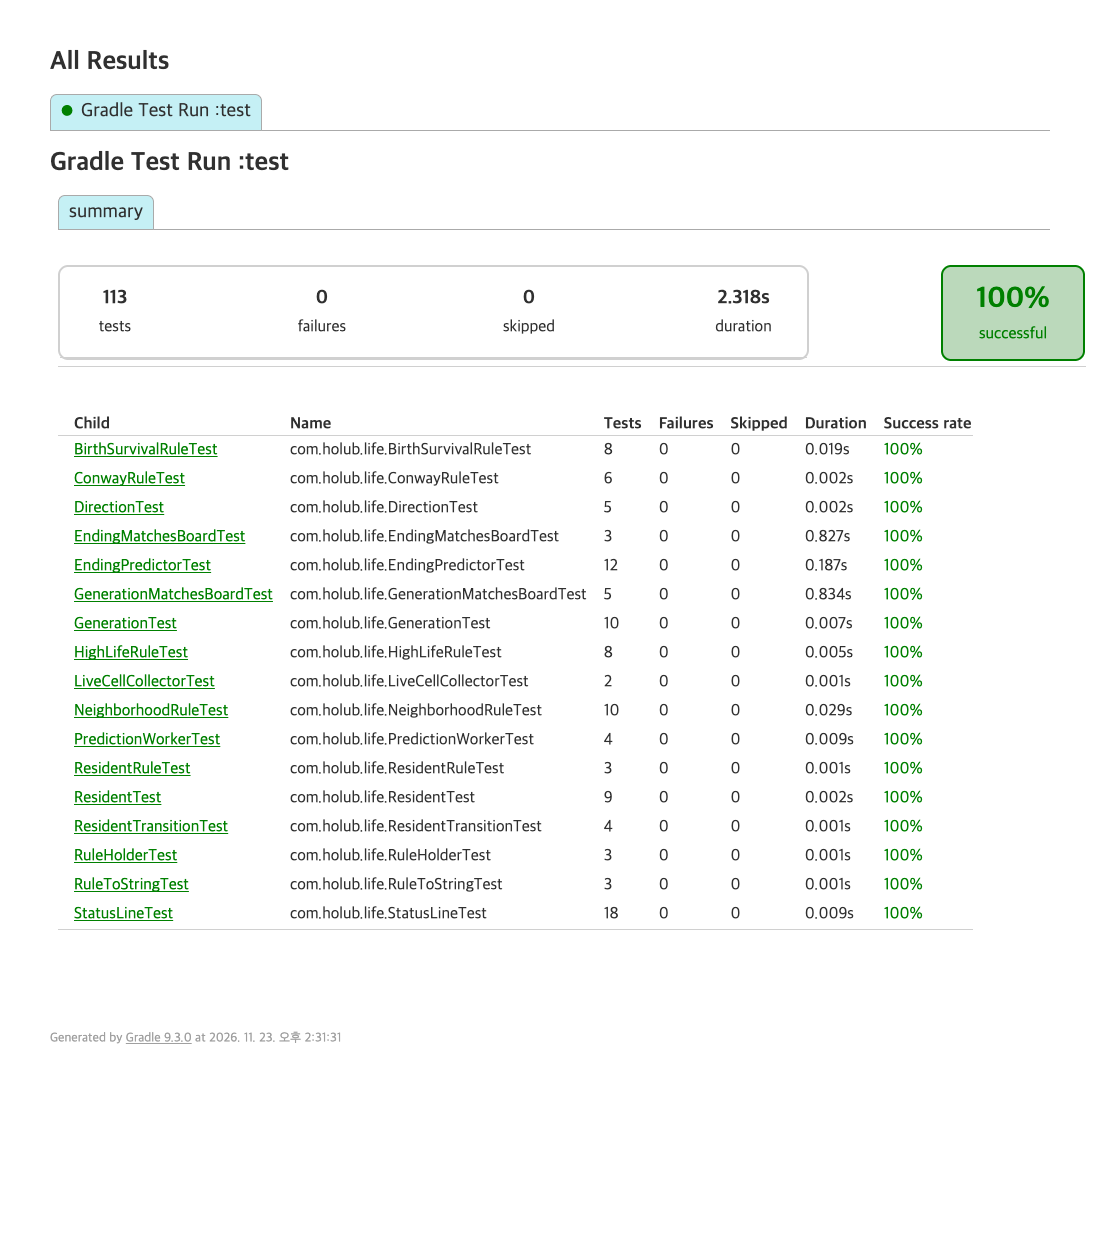 All Results
Gradle Test Run :test
Gradle Test Run :test
summary
113 0 0 2.318s 100%
tests failures skipped duration successful
Child Name Tests Failures Skipped Duration Success rate
BirthSurvivalRuleTest com.holub.life.BirthSurvivalRuleTest 8 0 0 0.019s 100%
ConwayRuleTest com.holub.life.ConwayRuleTest 6 0 0 0.002s 100%
DirectionTest com.holub.life.DirectionTest 5 0 0 0.002s 100%
EndingMatchesBoardTest com.holub.life.EndingMatchesBoardTest 3 0 0 0.827s 100%
EndingPredictorTest com.holub.life.EndingPredictorTest 12 0 0 0.187s 100%
GenerationMatchesBoardTest com.holub.life.GenerationMatchesBoardTest 5 0 0 0.834s 100%
GenerationTest com.holub.life.GenerationTest 10 0 0 0.007s 100%
HighLifeRuleTest com.holub.life.HighLifeRuleTest 8 0 0 0.005s 100%
LiveCellCollectorTest com.holub.life.LiveCellCollectorTest 2 0 0 0.001s 100%
NeighborhoodRuleTest com.holub.life.NeighborhoodRuleTest 10 0 0 0.029s 100%
PredictionWorkerTest com.holub.life.PredictionWorkerTest 4 0 0 0.009s 100%
ResidentRuleTest com.holub.life.ResidentRuleTest 3 0 0 0.001s 100%
ResidentTest com.holub.life.ResidentTest 9 0 0 0.002s 100%
ResidentTransitionTest com.holub.life.ResidentTransitionTest 4 0 0 0.001s 100%
RuleHolderTest com.holub.life.RuleHolderTest 3 0 0 0.001s 100%
RuleToStringTest com.holub.life.RuleToStringTest 3 0 0 0.001s 100%
StatusLineTest com.holub.life.StatusLineTest 18 0 0 0.009s 100%
Generated by Gradle 9.3.0 at 2026. 11. 23. 오후 2:31:31